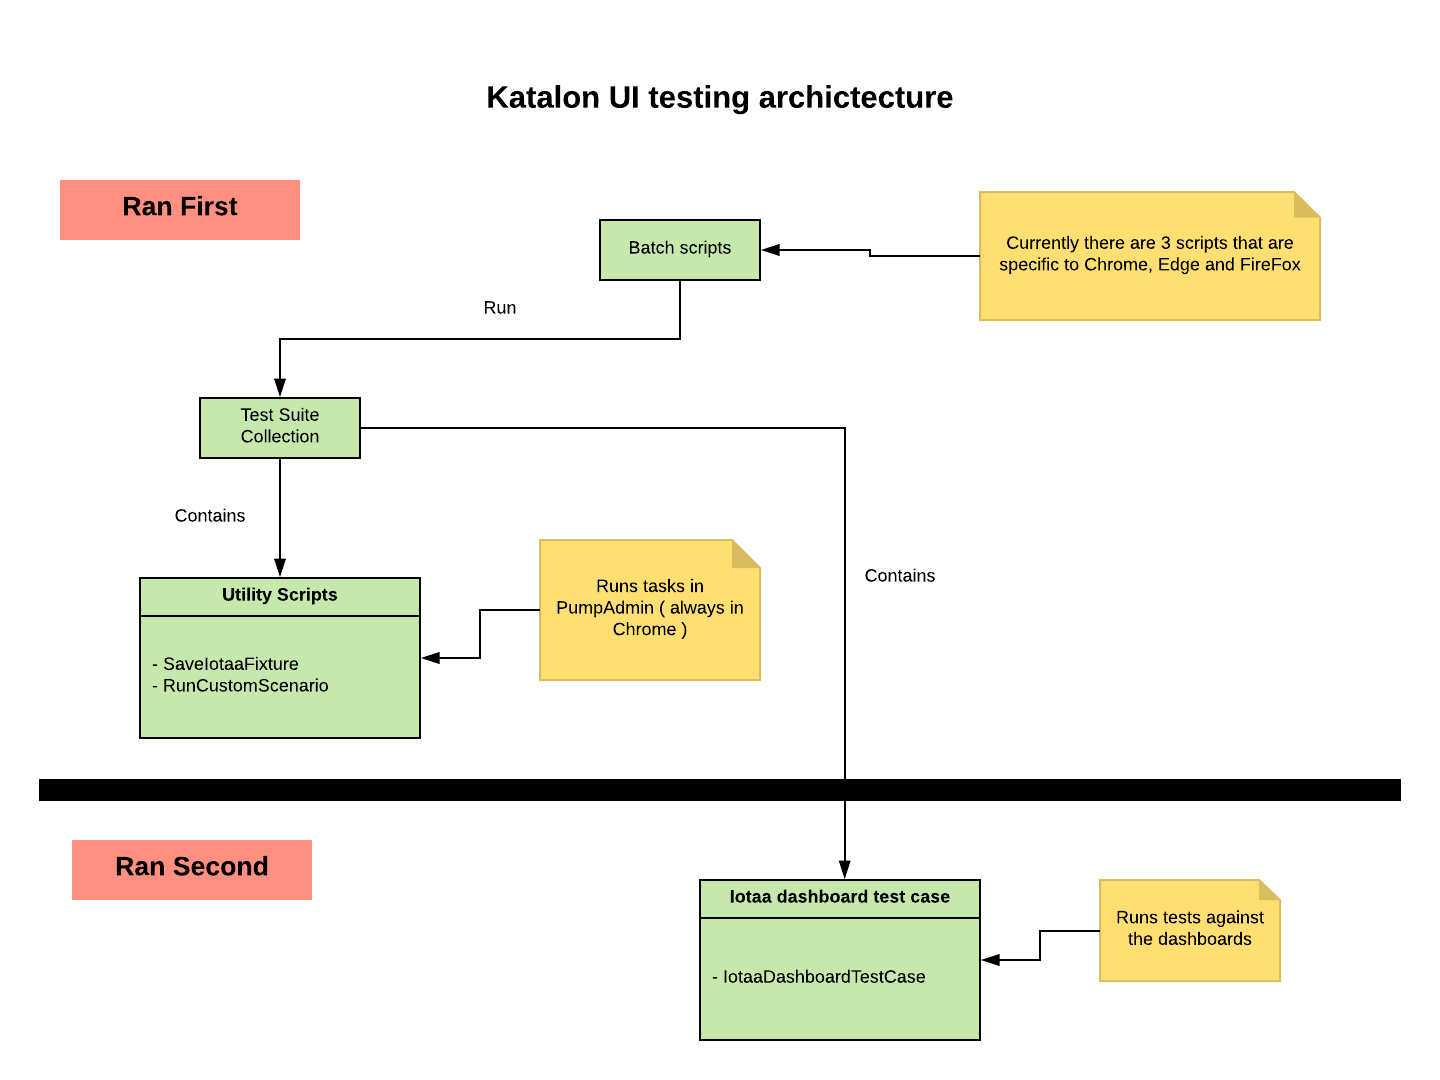 Katalon UI testing archictecture
Ran First
Batch scripts
Currently there are 3 scripts that are
specific to Chrome, Edge and FireFox
Run
Test Suite
Collection
Contains
Runs tasks in
PumpAdmin ( always in
Chrome )
Contains
Utility Scripts
- SaveIotaaFixture
- RunCustomScenario
Ran Second
Iotaa dashboard test case
- IotaaDashboardTestCase
Runs tests against
the dashboards